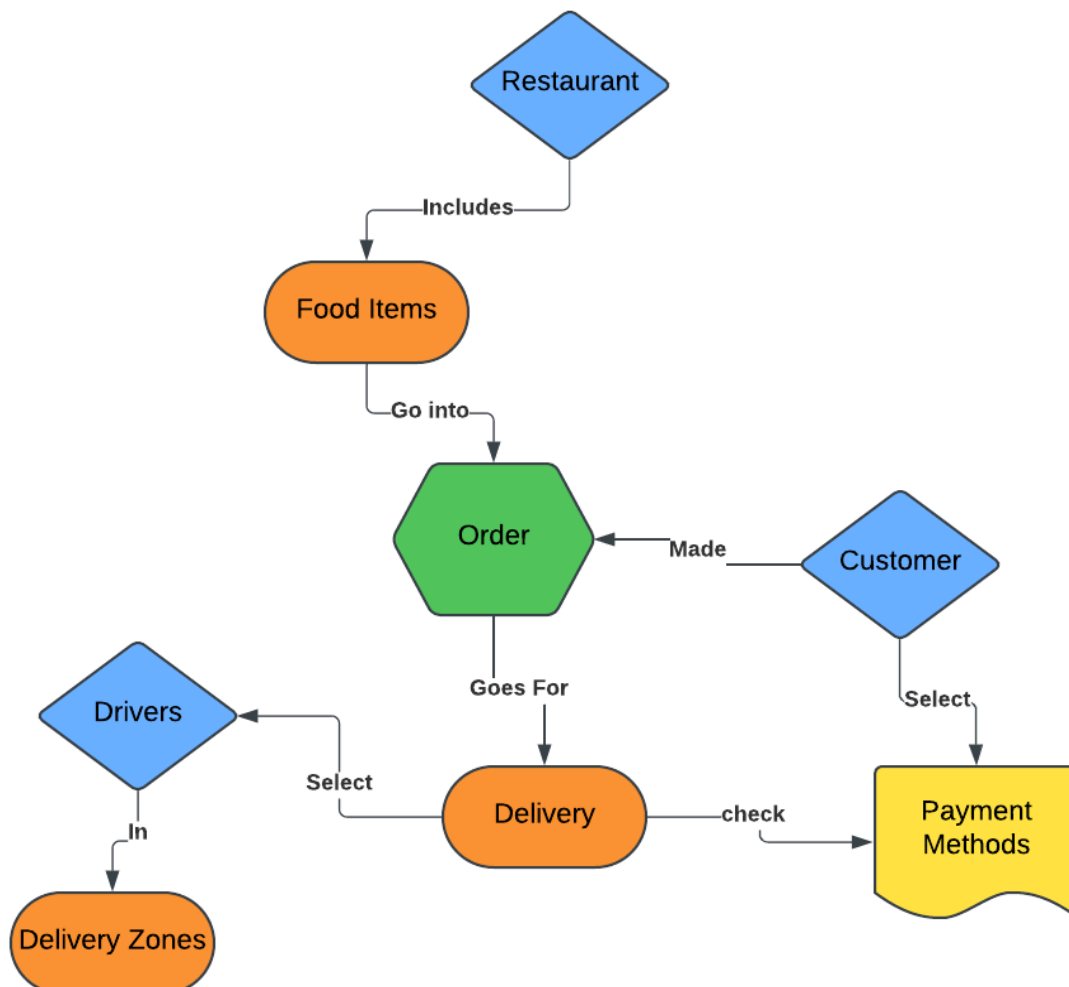 Restaurant
Includes
Food Items
Go into
Order
Made
Customer
Goes For
Select
Drivers
Select
Delivery
check
Payment
Methods
In
Delivery Zones